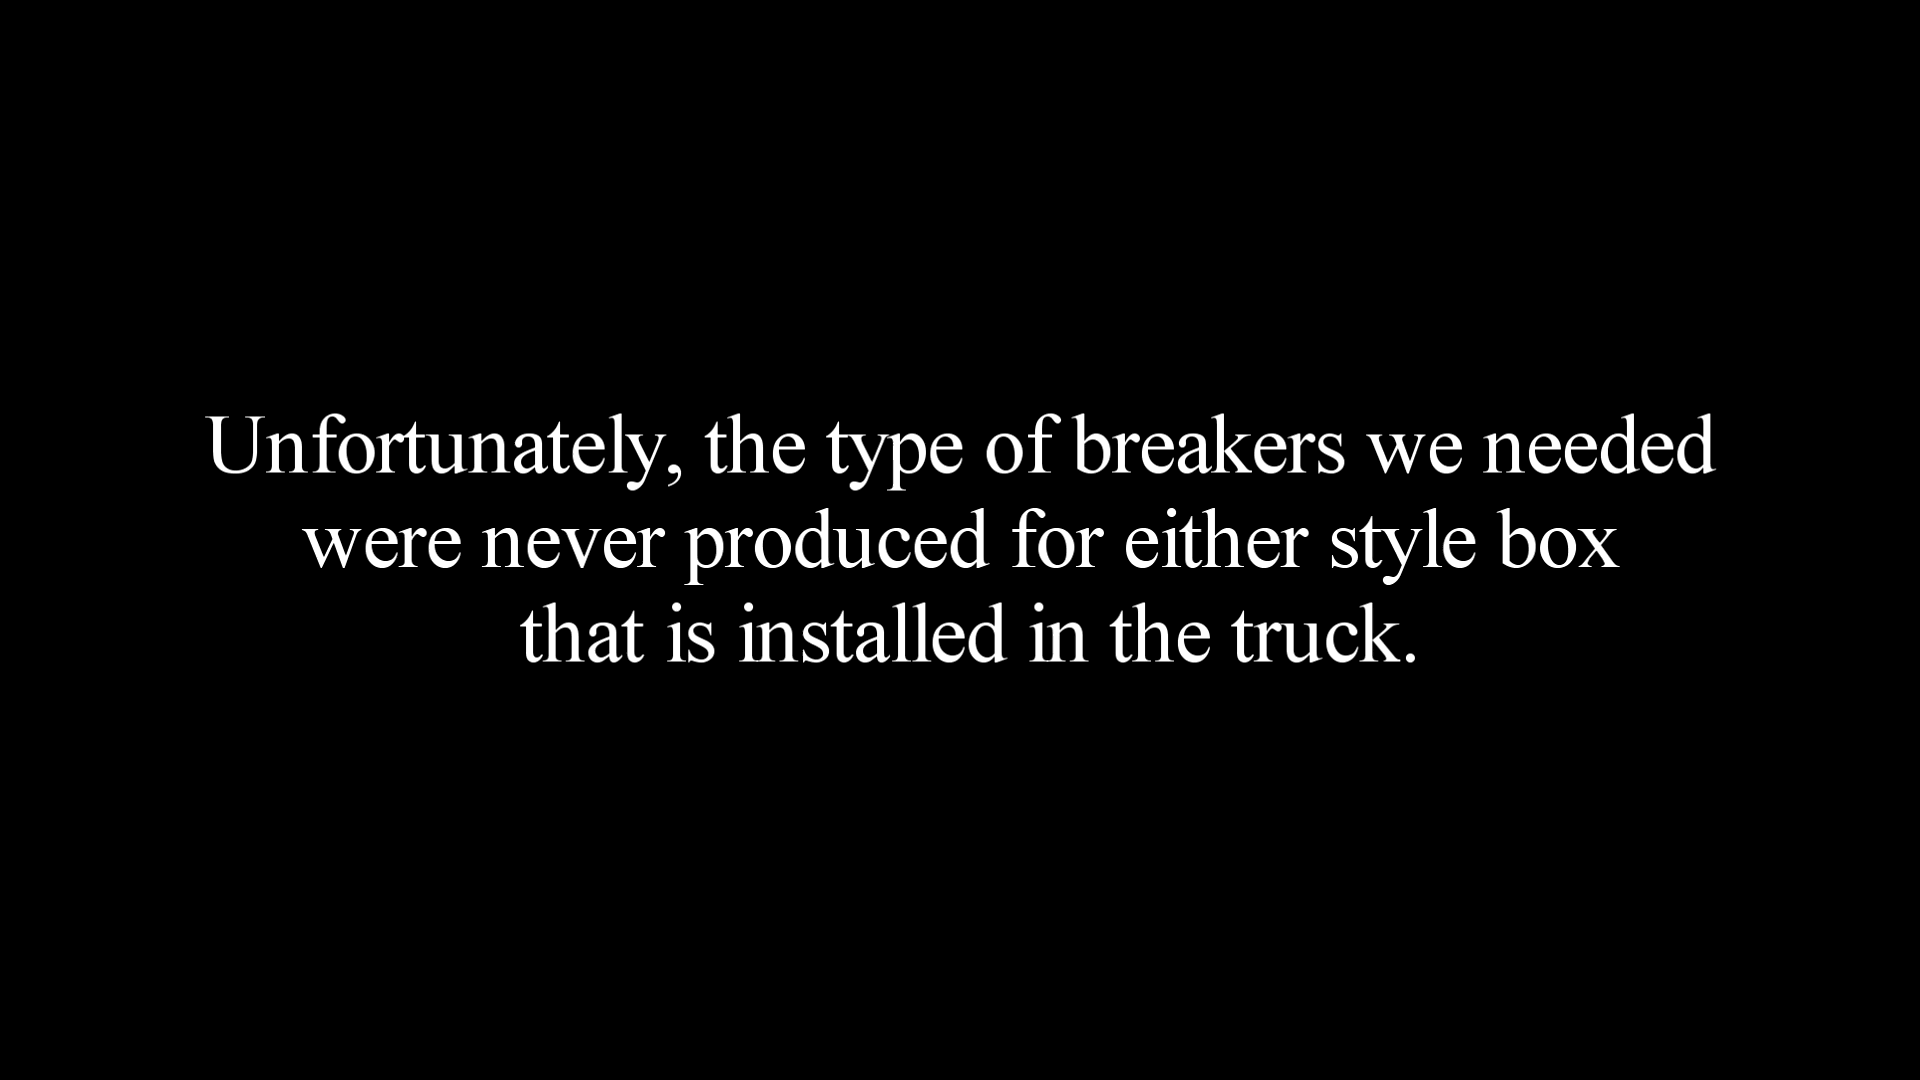 Unfortunately, the type of breakers we needed
were never produced for either style box
that is installed in the truck.